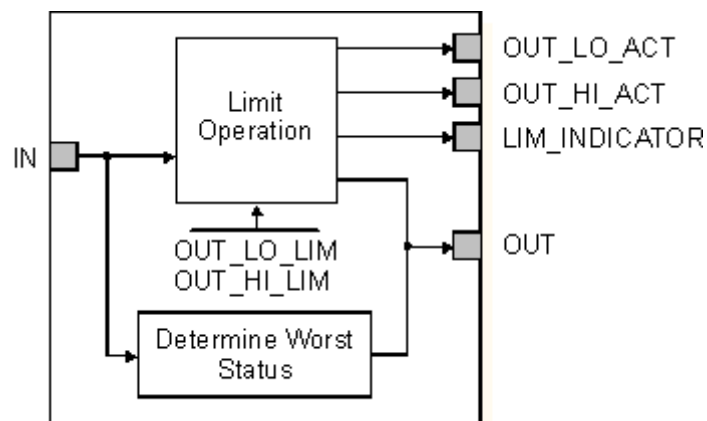 OUT_LO_ACT
Limit
Operation
OUT_HI_ACT
LIM_INDICATOR
IN
OUT_LO_LIM
OUT_HI_LIM
OUT
Determine Worst
Status